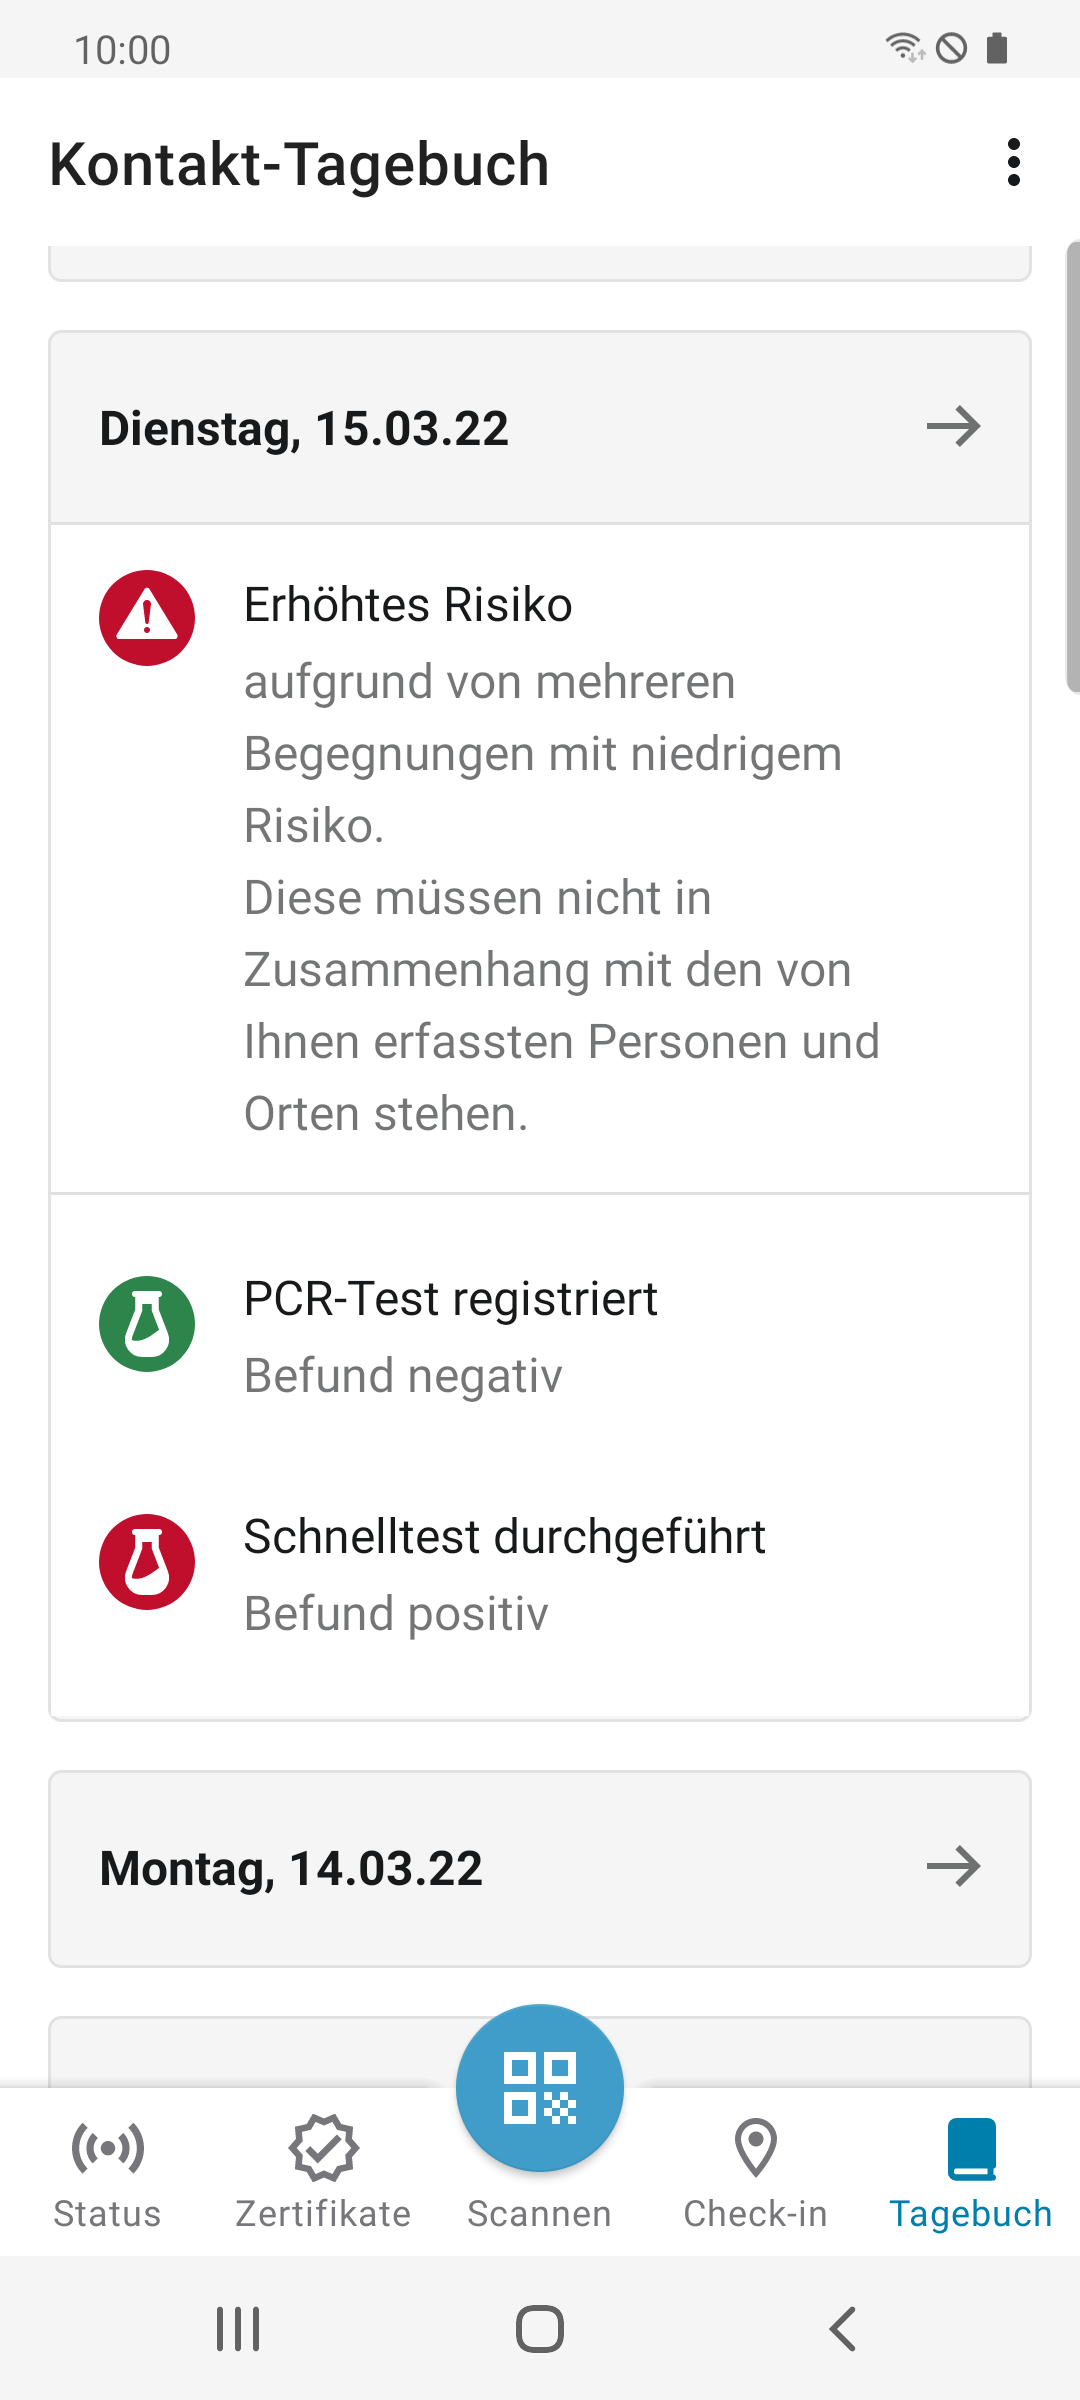 10:00
Kontakt-Tagebuch
Dienstag, 15.03.22
Erhöhtes Risiko
aufgrund von mehreren
Begegnungen mit niedrigem
Risiko.
Diese müssen nicht in
Zusammenhang mit den von
Ihnen erfassten Personen und
Orten stehen.
PCR-Test registriert
Befund negativ
Schnelltest durchgeführt
Befund positiv
Montag, 14.03.22
Status
Zertifikate
Scannen
Check-in
Tagebuch